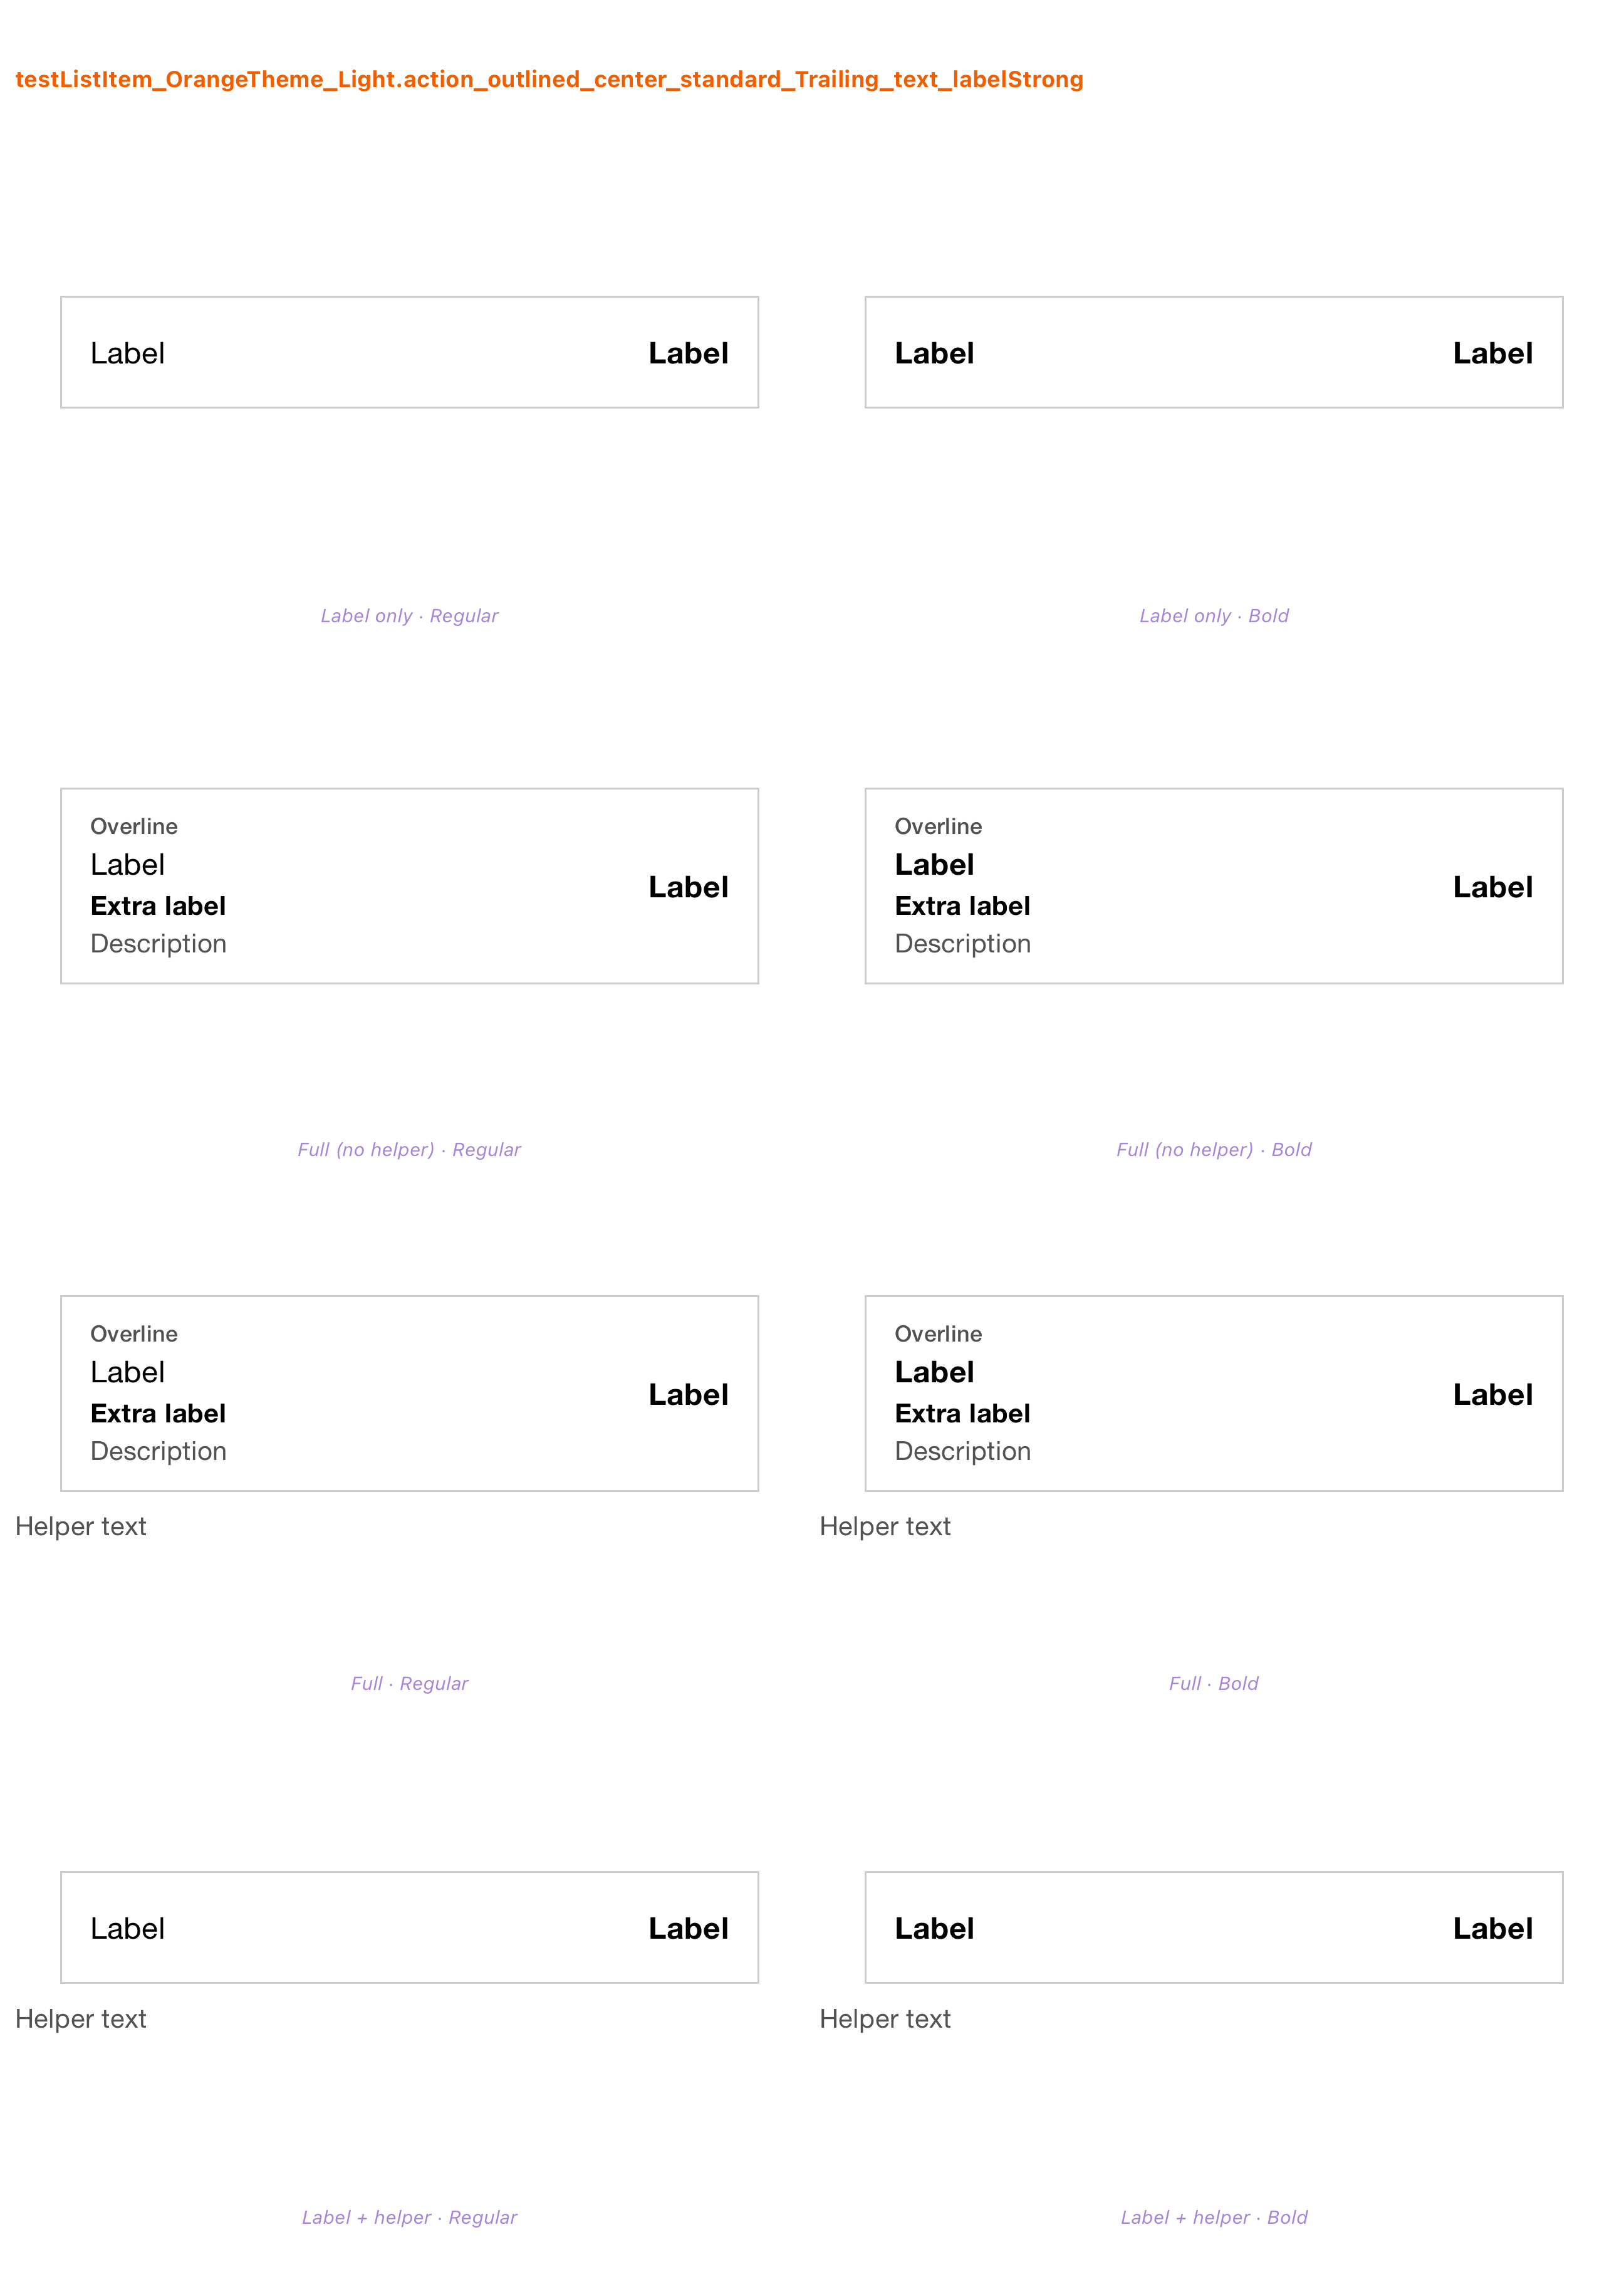 testListItem_OrangeTheme_Light.action_outlined_center_standard_Trailing_text_labelStrong
Label Label
Label Label
Label only · Regular
Label only · Bold
Overline
Label
Extra label
Description
Label
Overline
Label
Extra label
Description
Label
Full (no helper) · Regular
Full (no helper) · Bold
Overline
Label
Extra label
Description
Label
Helper text
Overline
Label
Extra label
Description
Label
Helper text
Full · Regular
Full · Bold
Label Label
Helper text
Label Label
Helper text
Label + helper · Regular
Label + helper · Bold